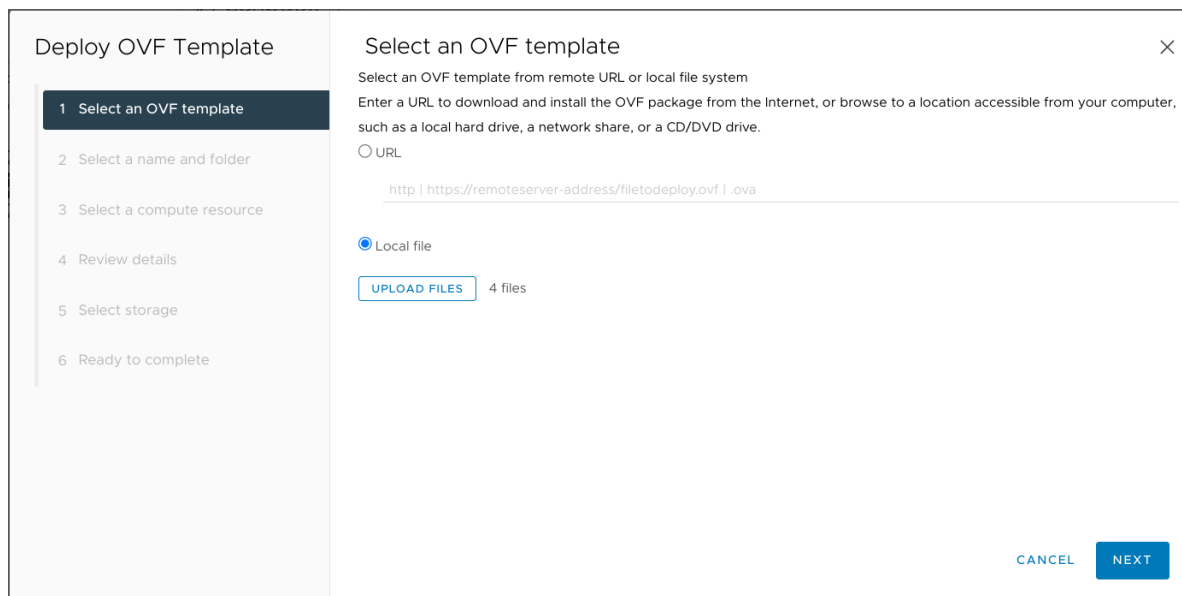 Deploy OVF Template
1 Select an OVF template
2 Select a name and folder
3 Select a compute resource
4 Review details
5 Select storage
6 Ready to complete
Select an OVF template
Select an OVF template from remote URL or local file system
Enter a URL to download and install the OVF package from the Internet, or browse to a location accessible from your computer,
such as a local hard drive, a network share, or a CD/DVD drive.
URL
http | https://remoteserver-address/filetodeploy.ovf | .ova
Local file
UPLOAD FILES 4 files
CANCEL NEXT